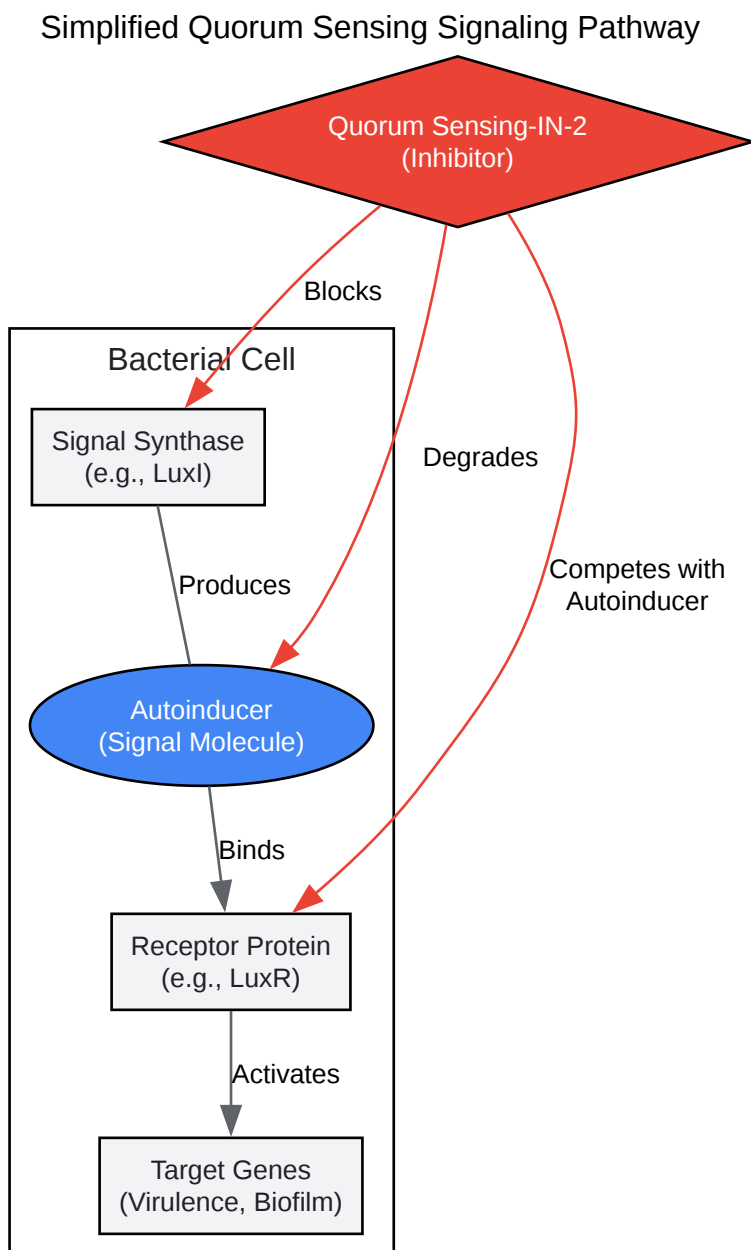 Simplified Quorum Sensing Signaling Pathway
Quorum Sensing-IN-2
(Inhibitor)
Blocks
Bacterial Cell
Signal Synthase
(e.g., LuxI)
Degrades
Produces
Competes with
Autoinducer
Autoinducer
(Signal Molecule)
Binds
Receptor Protein
(e.g., LuxR)
Activates
Target Genes
(Virulence, Biofilm)